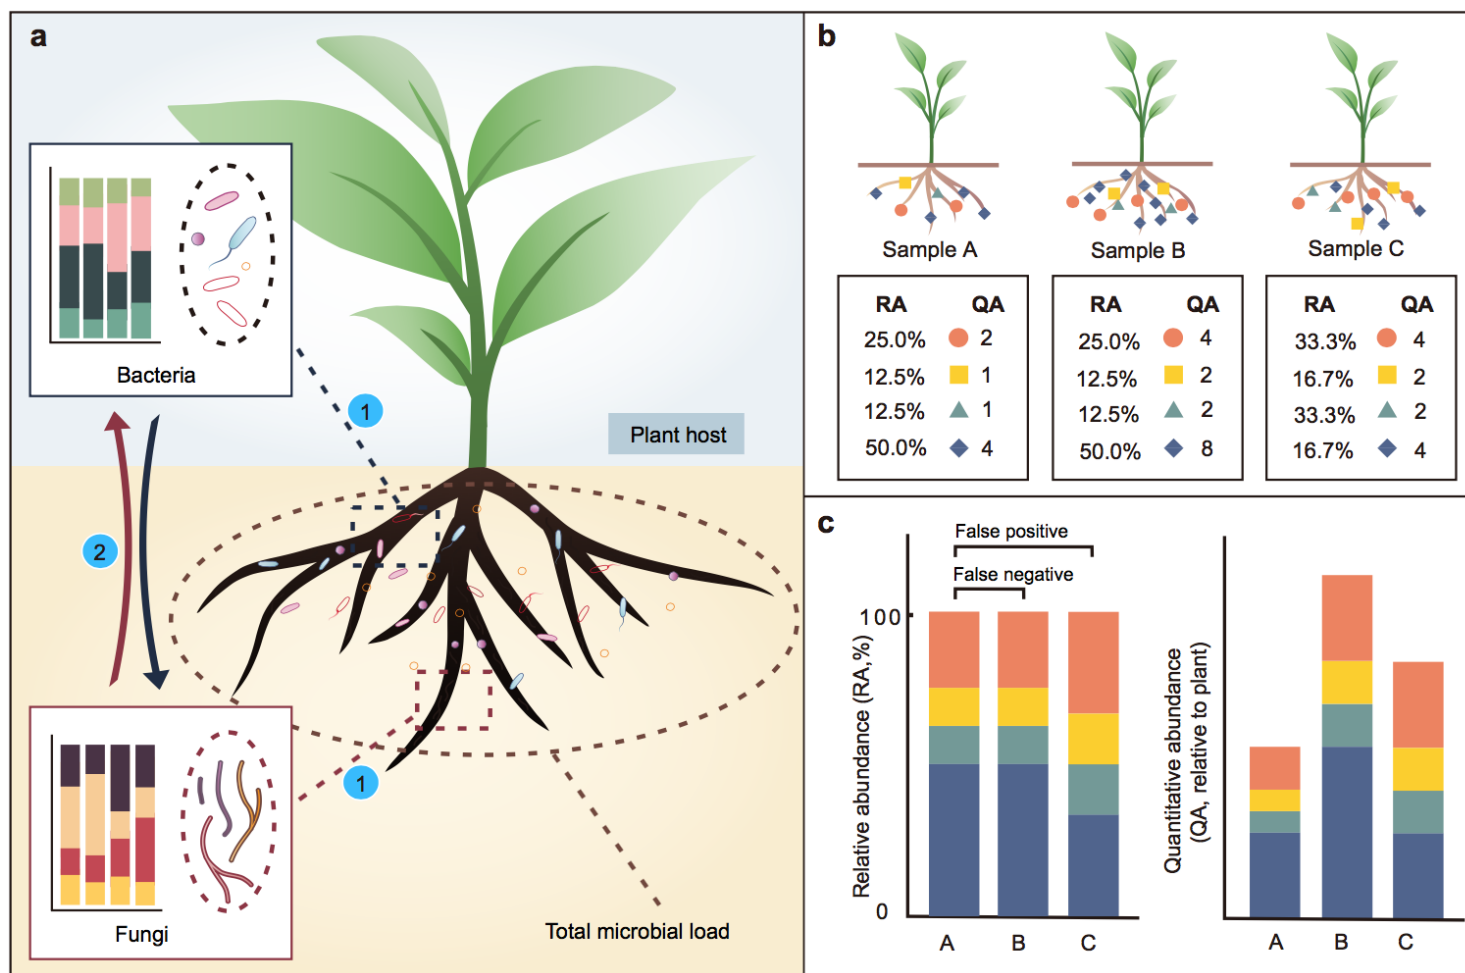 a
Bacteria
1
Plant host
2
1
Fungi
Total microbial load
b
Sample A
Sample B
Sample C
RA QA
25.0% 2
12.5% 1
12.5% 1
50.0% 4
RA QA
25.0% 4
12.5% 2
12.5% 2
50.0% 8
RA QA
33.3% 4
16.7% 2
33.3% 2
16.7% 4
c
False positive
False negative
100
Relative abundance (RA,%)
0
A B C
Quantitative abundance
(QA, relative to plant)
A B C